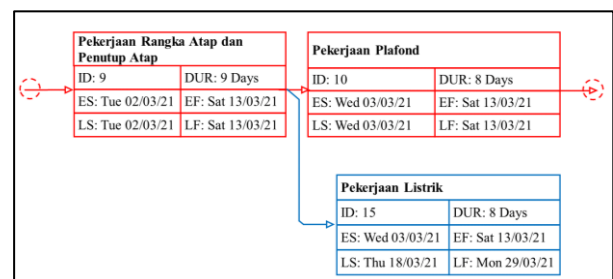 Pekerjaan Rangka Atap dan
Penutup Atap
ID: 9 DUR: 9 Days
ES: Tue 02/03/21 EF: Sat 13/03/21
LS: Tue 02/03/21 LF: Sat 13/03/21
Pekerjaan Plafond
ID: 10 DUR: 8 Days
ES: Wed 03/03/21 EF: Sat 13/03/21
LS: Wed 03/03/21 LF: Sat 13/03/21
Pekerjaan Listrik
ID: 15 DUR: 8 Days
ES: Wed 03/03/21 EF: Sat 13/03/21
LS: Thu 18/03/21 LF: Mon 29/03/21